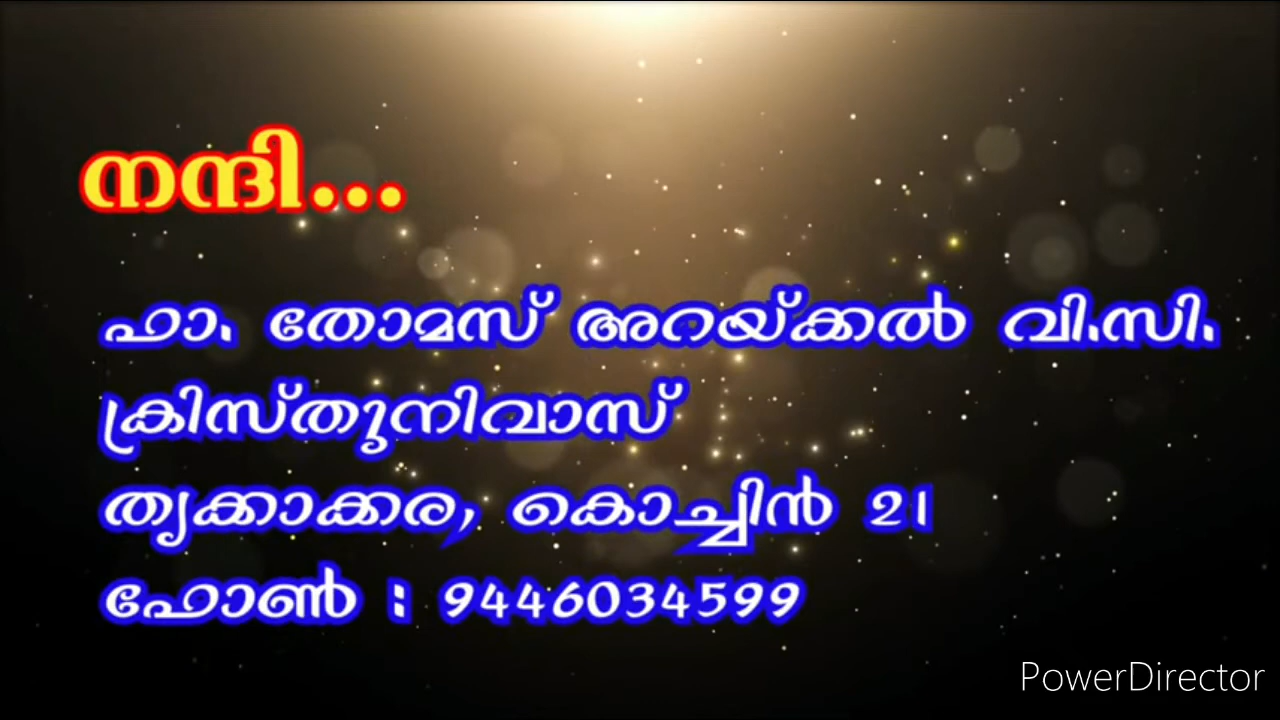 നന്ദി...
ഫാ. തോമസ് അറയ്ക്കൽ വി.സി.
ക്രിസ്തുനിവാസ്
തൃക്കാക്കര, കൊച്ചിൻ 21
ഫോൺ : 9446034599
PowerDirector